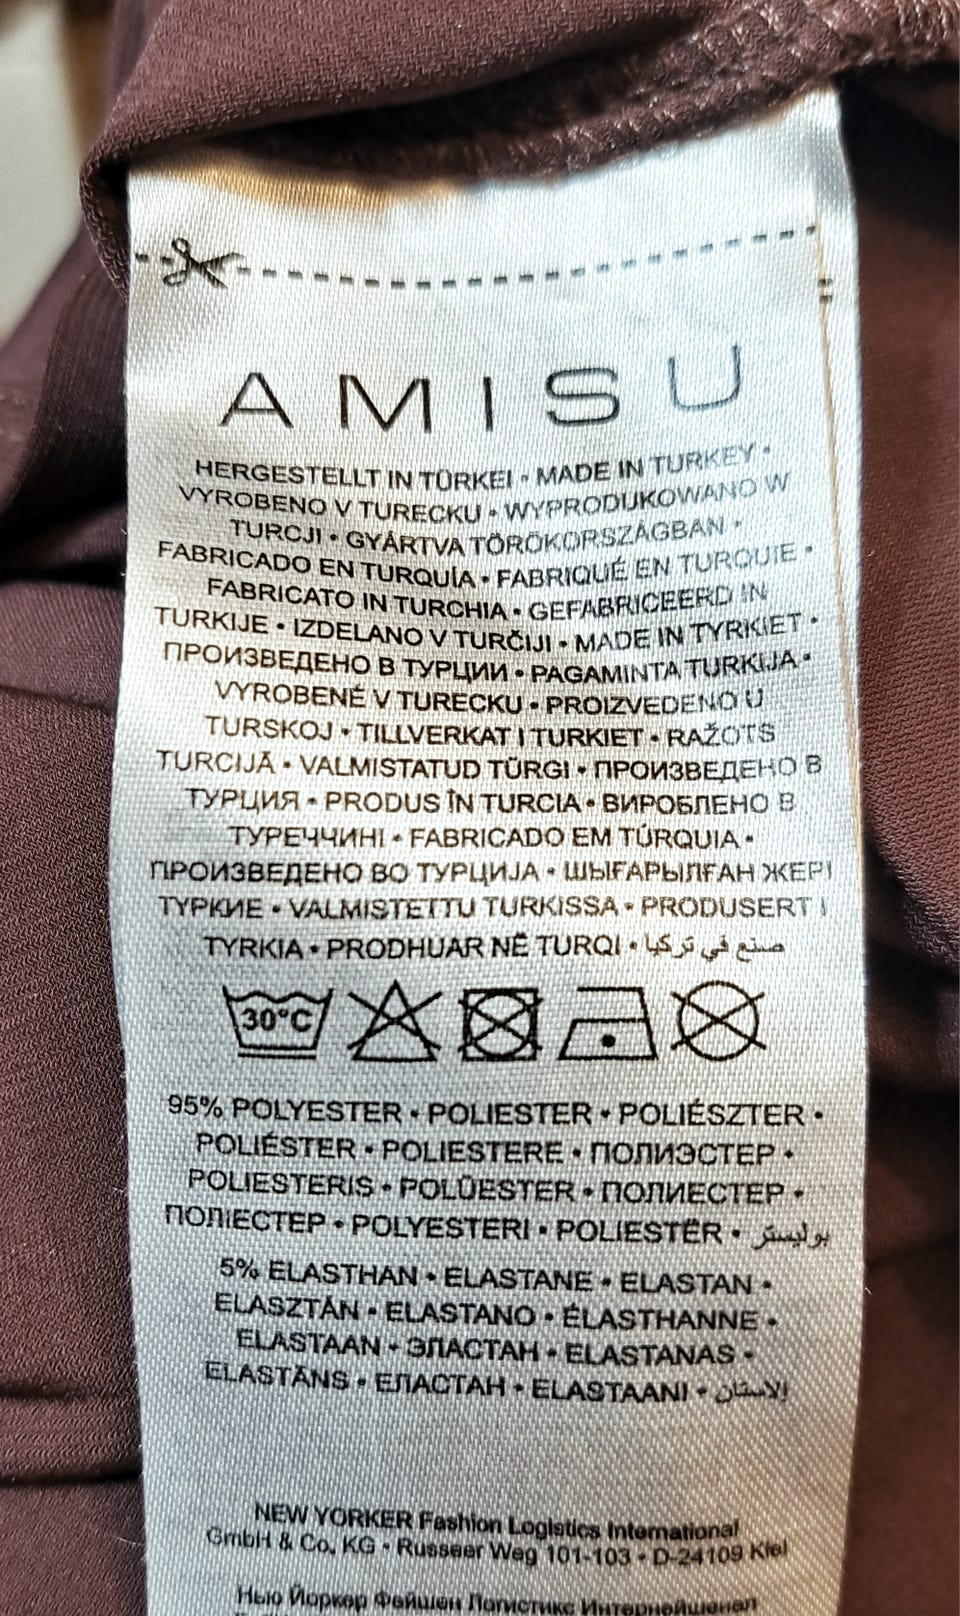 AMISU
HERGESTELLT IN TÜRKEI • MADE IN TURKEY •
VYROBENO V TURECKU • WYPRODUKOWANO W
TURCJI • GYÁRTVA TÖRÖKORSZÁGBAN •
FABRICADO EN TURQUÍA • FABRIQUÉ EN TURQUIE •
FABRICATO IN TURCHIA • GEFABRICEERD IN
TURKIJE • IZDELANO V TURČIJI • MADE IN TYRKIET •
ПРОИЗВЕДЕНО В ТУРЦИИ • PAGAMINTA TURKIJA •
VYROBENÉ V TURECKU • PROIZVEDENO U
TURSKOJ • TILLVERKAT I TURKIET • RAŽOTS
TURCIJĀ • VALMISTATUD TÜRGI • ПРОИЗВЕДЕНО В
ТУРЦИЯ • PRODUS ÎN TURCIA • ВИРОБЛЕНО В
ТУРЕЧЧИНІ • FABRICADO EM TÚRQUIA •
ПРОИЗВЕДЕНО ВО ТУРЦИЈА • ШЫҒАРЫЛҒАН ЖЕРІ
ТҮРКИЕ • VALMISTETTU TURKISSA • PRODUSERT I
TYRKIA • PRODHUAR NË TURQI • صنع في تركيا
30°C
95% POLYESTER • POLIESTER • POLIÉSZTER •
POLIÉSTER • POLIESTERE • ПОЛИЭСТЕР •
POLIESTERIS • POLÜESTER • ПОЛИЕСТЕР •
ПОЛІЕСТЕР • POLYESTERI • POLIESTËR • بوليستر
5% ELASTHAN • ELASTANE • ELASTAN •
ELASZTÁN • ELASTANO • ÉLASTHANNE •
ELASTAAN • ЭЛАСТАН • ELASTANAS •
ELASTĀNS • ЕЛАСТАН • ELASTAANI • الاستان
NEW YORKER Fashion Logistics International
GmbH & Co. KG • Russeer Weg 101-103 • D-24109 Kiel
Нью Йоркер Фейшен Логистикс Интернейшенал